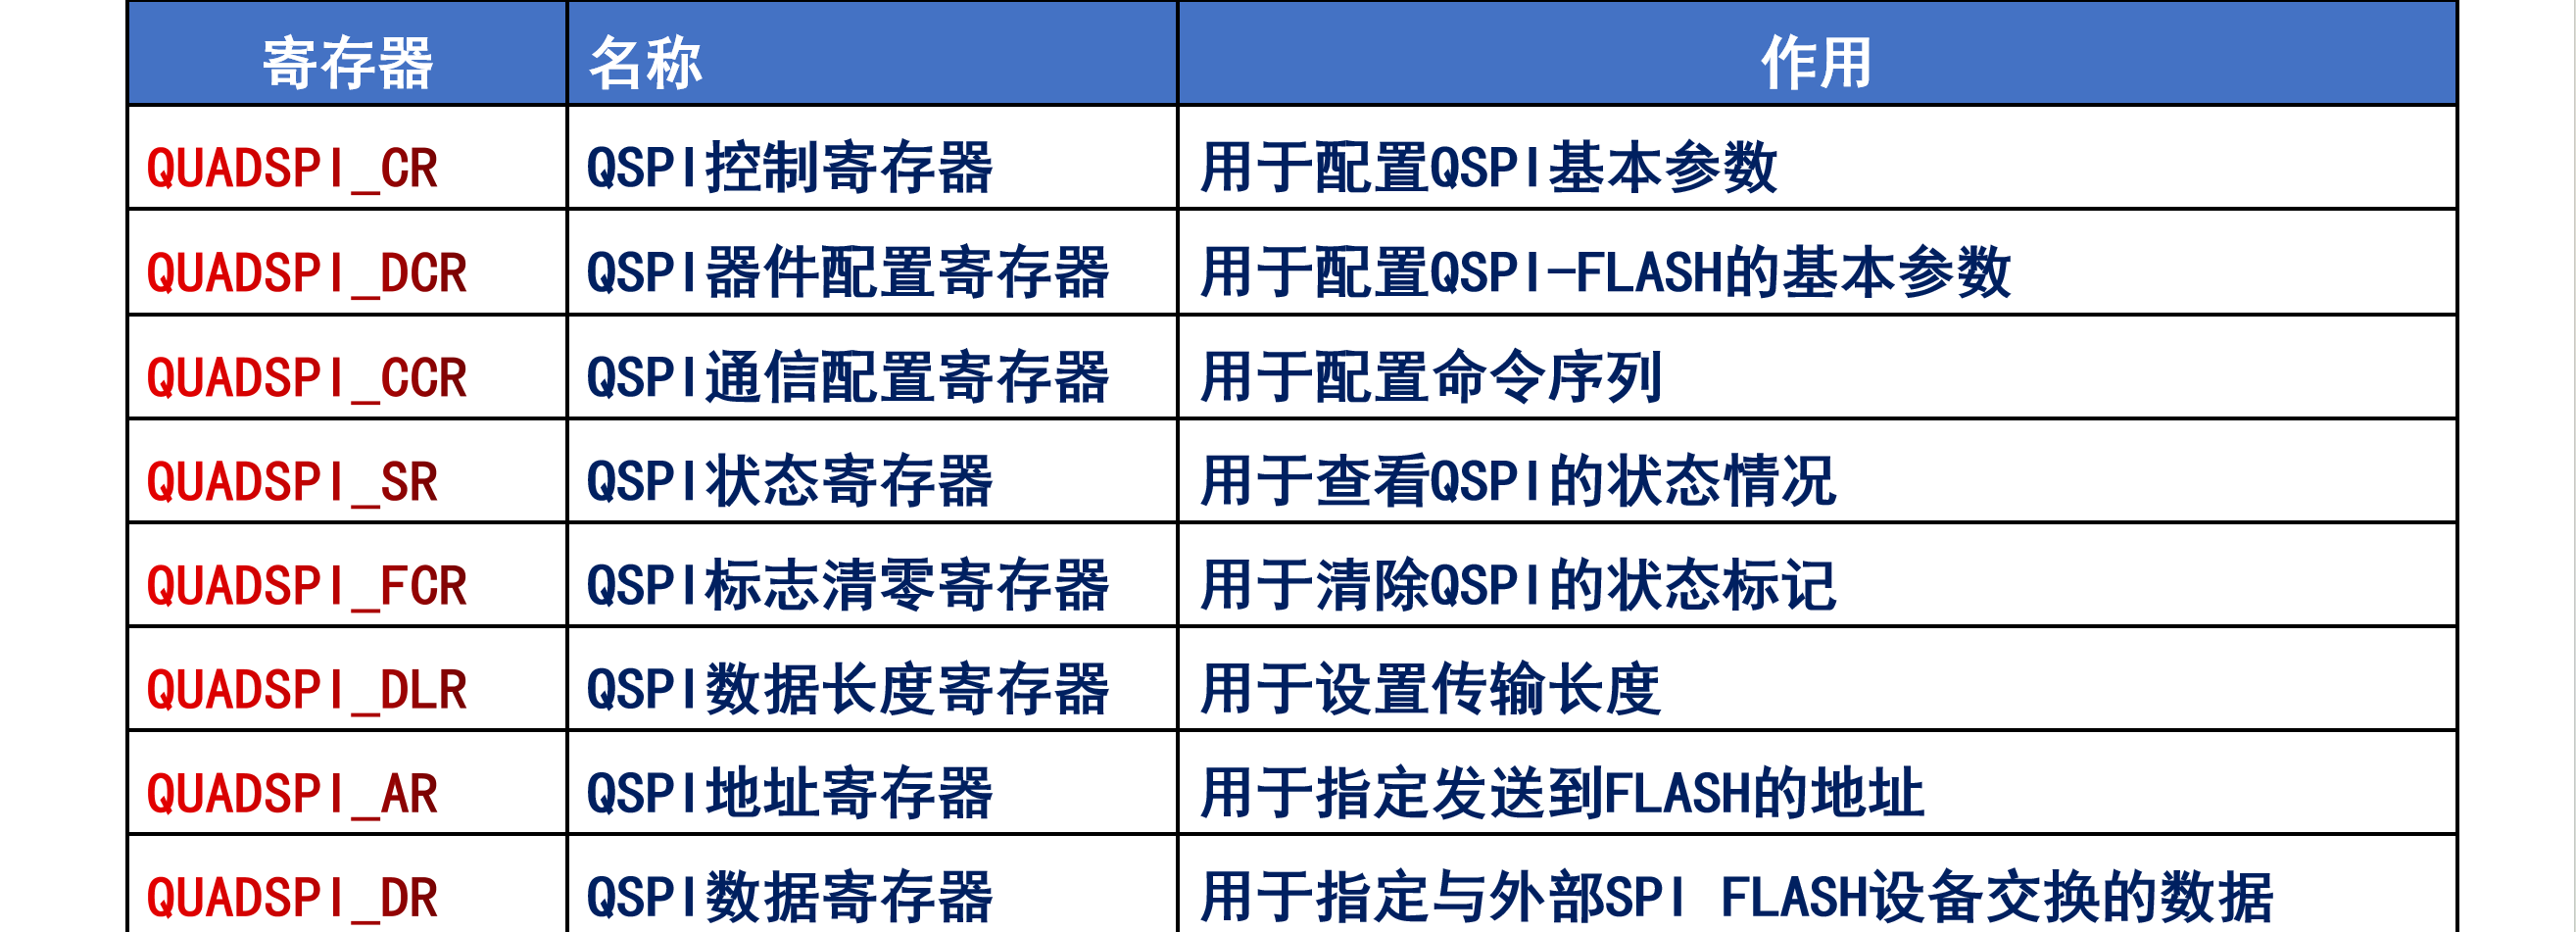 寄存器 名称 作用
QUADSPI_CR QSPI控制寄存器 用于配置QSPI基本参数
QUADSPI_DCR QSPI器件配置寄存器 用于配置QSPI-FLASH的基本参数
QUADSPI_CCR QSPI通信配置寄存器 用于配置命令序列
QUADSPI_SR QSPI状态寄存器 用于查看QSPI的状态情况
QUADSPI_FCR QSPI标志清零寄存器 用于清除QSPI的状态标记
QUADSPI_DLR QSPI数据长度寄存器 用于设置传输长度
QUADSPI_AR QSPI地址寄存器 用于指定发送到FLASH的地址
QUADSPI_DR QSPI数据寄存器 用于指定与外部SPI FLASH设备交换的数据